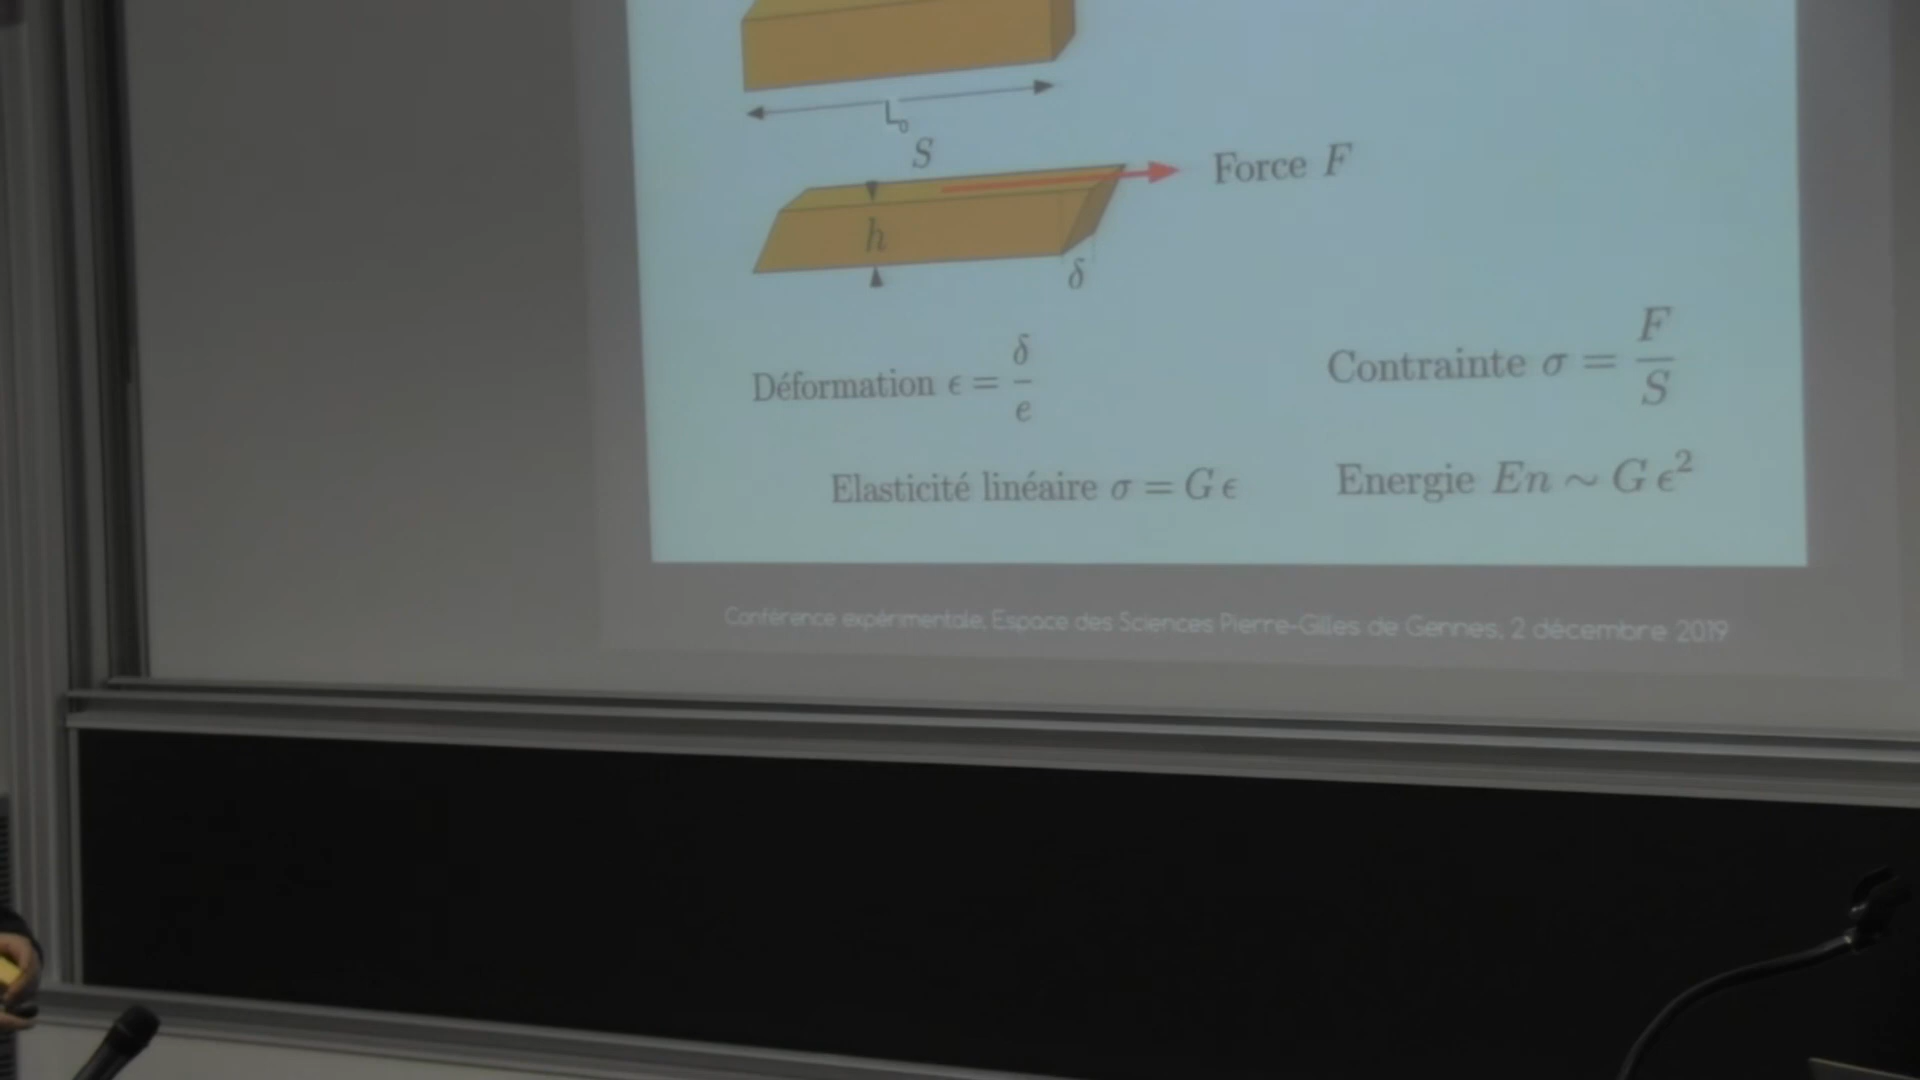 L₀
S
Force F
h
δ
Déformation ϵ = δ/e
Contrainte σ = F/S
Elasticité linéaire σ = G ϵ
Energie En ∼ G ϵ²
Conférence expérimentale, Espace des Sciences Pierre-Gilles de Gennes, 2 décembre 2019